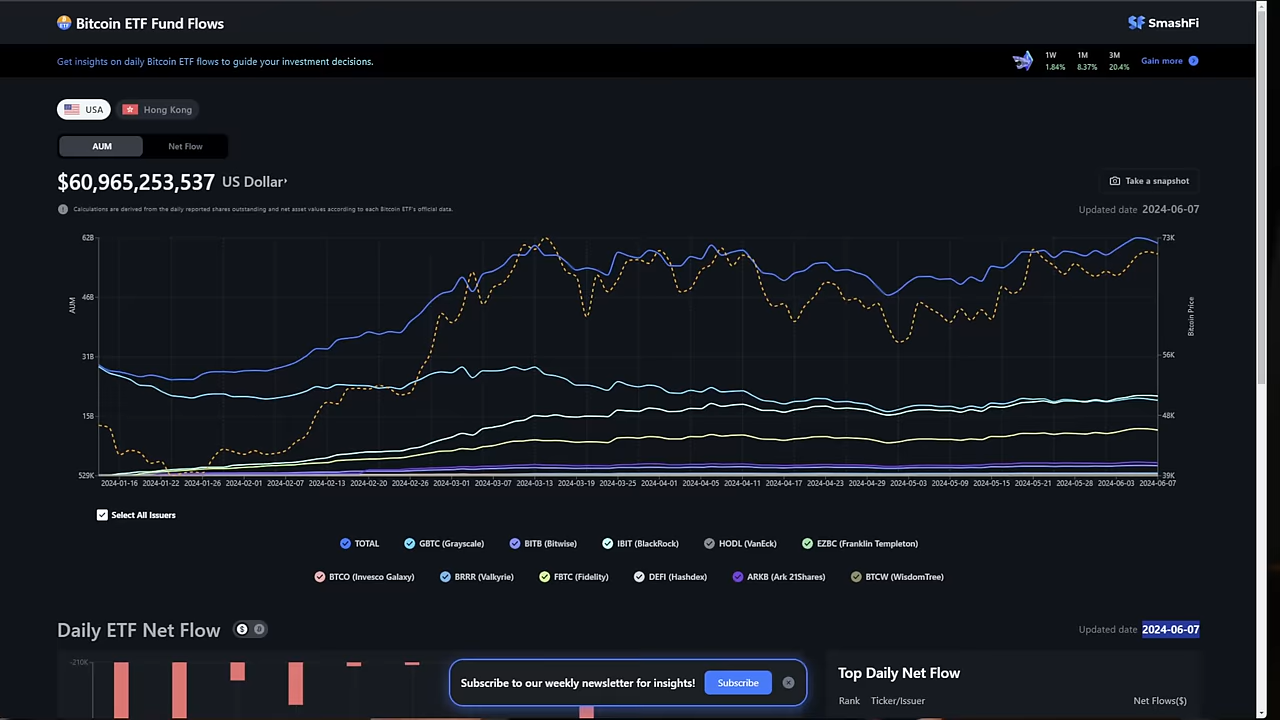 Bitcoin ETF Fund Flows
SmashFi
Get insights on daily Bitcoin ETF flows to guide your investment decisions.
1W 1M 3M
1.84% 8.37% 20.4%
Gain more
USA Hong Kong
AUM Net Flow
$60,965,253,537 US Dollar
Take a snapshot
Calculations are derived from the daily reported shares outstanding and net asset values according to each Bitcoin ETF's official data.
Updated date 2024-06-07
62B 73K
46B
AUM
Bitcoin Price
31B 56K
15B 48K
529K 39K
2024-01-16 2024-01-22 2024-01-26 2024-02-01 2024-02-07 2024-02-13 2024-02-20 2024-02-26 2024-03-01 2024-03-07 2024-03-13 2024-03-19 2024-03-25 2024-04-01 2024-04-05 2024-04-11 2024-04-17 2024-04-23 2024-04-29 2024-05-03 2024-05-09 2024-05-15 2024-05-21 2024-05-28 2024-06-03 2024-06-07
Select All Issuers
TOTAL GBTC (Grayscale) BITB (Bitwise) IBIT (BlackRock) HODL (VanEck) EZBC (Franklin Templeton)
BTCO (Invesco Galaxy) BRRR (Valkyrie) FBTC (Fidelity) DEFI (Hashdex) ARKB (Ark 21Shares) BTCW (WisdomTree)
Daily ETF Net Flow
$
Updated date 2024-06-07
-210K
Subscribe to our weekly newsletter for insights! Subscribe
Top Daily Net Flow
Rank Ticker/Issuer Net Flows($)